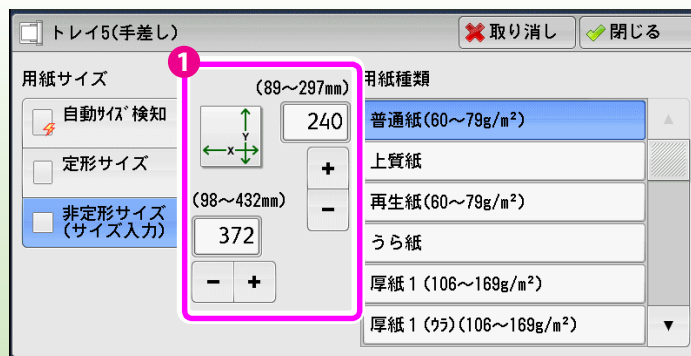 トレイ5(手差し)
取り消し
閉じる
1
用紙サイズ
自動ｻｲｽﾞ検知
定形サイズ
非定形サイズ
(サイズ入力)
(89～297mm)
240
Y
X
+
−
(98～432mm)
372
− +
用紙種類
普通紙(60～79g/m²)
上質紙
再生紙(60～79g/m²)
うら紙
厚紙1(106～169g/m²)
厚紙1(ｳﾗ)(106～169g/m²)